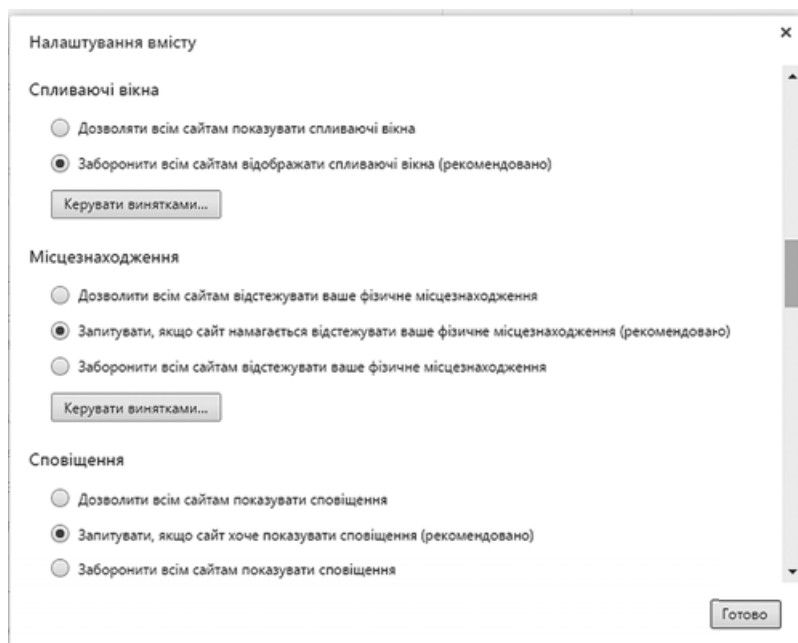 Налаштування вмісту
Спливаючі вікна
Дозволяти всім сайтам показувати спливаючі вікна
Заборонити всім сайтам відображати спливаючі вікна (рекомендовано)
Керувати винятками...
Місцезнаходження
Дозволити всім сайтам відстежувати ваше фізичне місцезнаходження
Запитувати, якщо сайт намагається відстежувати ваше фізичне місцезнаходження (рекомендовано)
Заборонити всім сайтам відстежувати ваше фізичне місцезнаходження
Керувати винятками...
Сповіщення
Дозволити всім сайтам показувати сповіщення
Запитувати, якщо сайт хоче показувати сповіщення (рекомендовано)
Заборонити всім сайтам показувати сповіщення
Готово